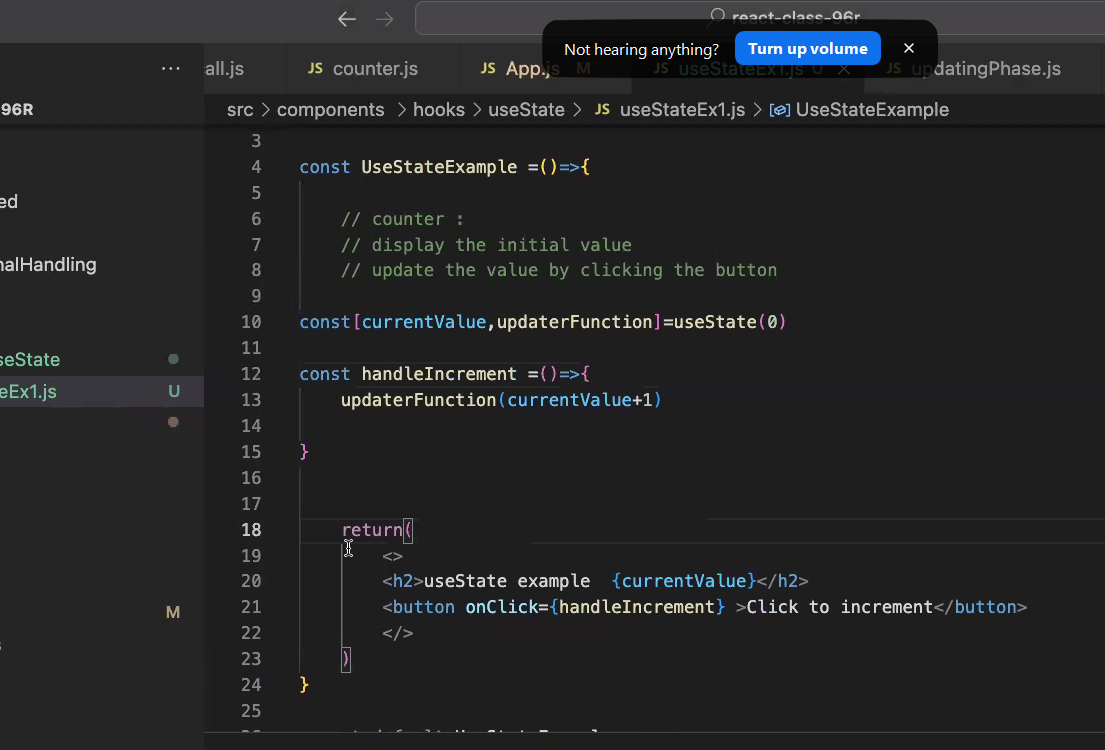 react-class-96r
Not hearing anything? Turn up volume ×
... all.js JS counter.js JS App.js M JS useStateEx1.js U × JS updatingPhase.js
96R
src > components > hooks > useState > JS useStateEx1.js > UseStateExample
3
4 const UseStateExample =()=>{
5
ed
6 // counter :
7 // display the initial value
nalHandling
8 // update the value by clicking the button
9
10 const[currentValue,updaterFunction]=useState(0)
11
seState
12 const handleIncrement =()=>{
eEx1.js U
13 updaterFunction(currentValue+1)
14
15 }
16
17
18 return(
19 <>
20 <h2>useState example {currentValue}</h2>
21 <button onClick={handleIncrement} >Click to increment</button>
M
22 </>
23 )
24 }
25